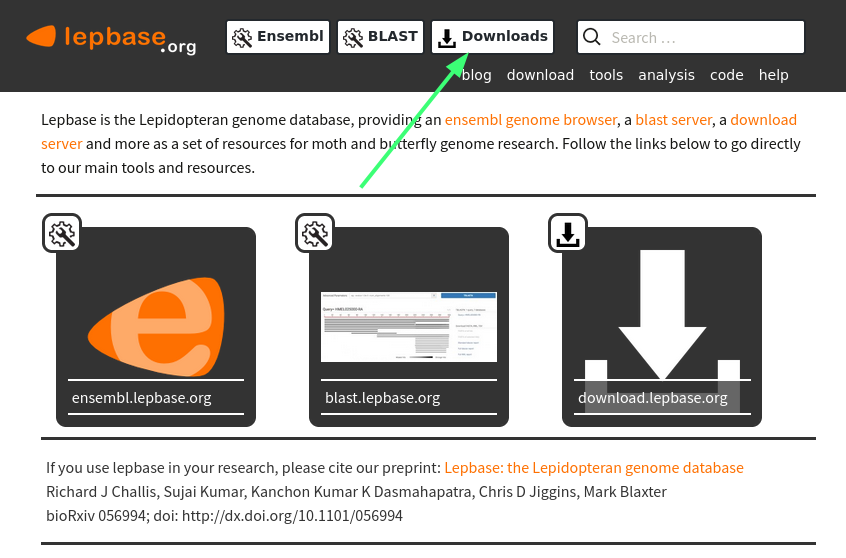 lepbase.org
Ensembl
BLAST
Downloads
Search …
blog download tools analysis code help
Lepbase is the Lepidopteran genome database, providing an ensembl genome browser, a blast server, a download
server and more as a set of resources for moth and butterfly genome research. Follow the links below to go directly
to our main tools and resources.
ensembl.lepbase.org
blast.lepbase.org
download.lepbase.org
If you use lepbase in your research, please cite our preprint: Lepbase: the Lepidopteran genome database
Richard J Challis, Sujai Kumar, Kanchon Kumar K Dasmahapatra, Chris D Jiggins, Mark Blaxter
bioRxiv 056994; doi: http://dx.doi.org/10.1101/056994